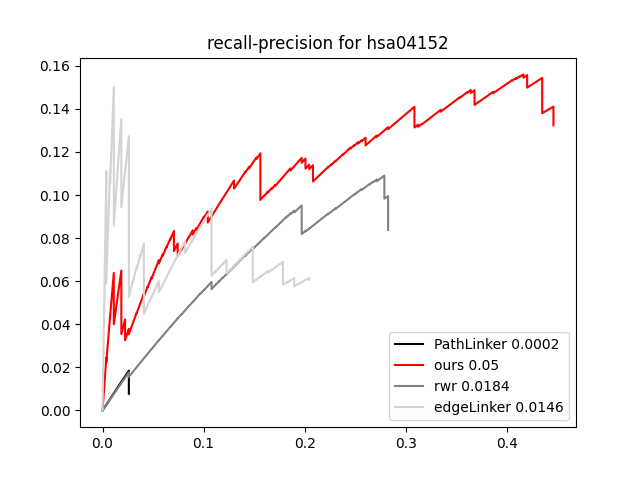 recall-precision for hsa04152
0.16
0.14
0.12
0.10
0.08
0.06
0.04
0.02
0.00
0.0 0.1 0.2 0.3 0.4
PathLinker 0.0002
ours 0.05
rwr 0.0184
edgeLinker 0.0146